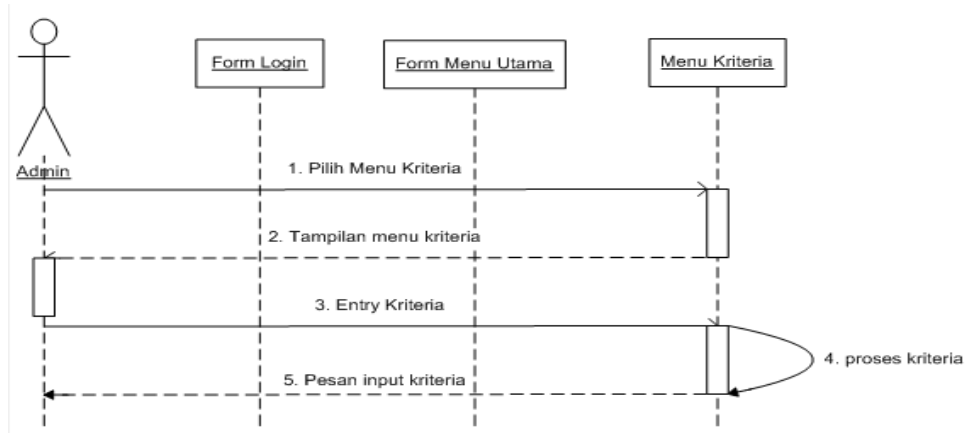 Form Login
Form Menu Utama
Menu Kriteria
Admin
1. Pilih Menu Kriteria
2. Tampilan menu kriteria
3. Entry Kriteria
4. proses kriteria
5. Pesan input kriteria